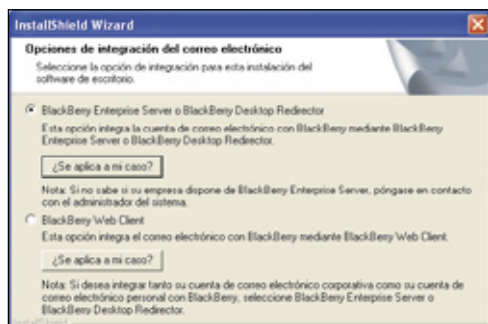 InstallShield Wizard
Opciones de integración del correo electrónico
Seleccione la opción de integración para esta instalación del
software de escritorio.
BlackBerry Enterprise Server o BlackBerry Desktop Redirector
Esta opción integra la cuenta de correo electrónico con BlackBerry mediante BlackBerry
Enterprise Server o BlackBerry Desktop Redirector.
¿Se aplica a mi caso?
Nota: Si no sabe si su empresa dispone de BlackBerry Enterprise Server, póngase en contacto
con el administrador del sistema.
BlackBerry Web Client
Esta opción integra el correo electrónico con BlackBerry mediante BlackBerry Web Client.
¿Se aplica a mi caso?
Nota: Si desea integrar tanto su cuenta de correo electrónico corporativa como su cuenta de
correo electrónico personal con BlackBerry, seleccione BlackBerry Enterprise Server o
BlackBerry Desktop Redirector.
InstallShield